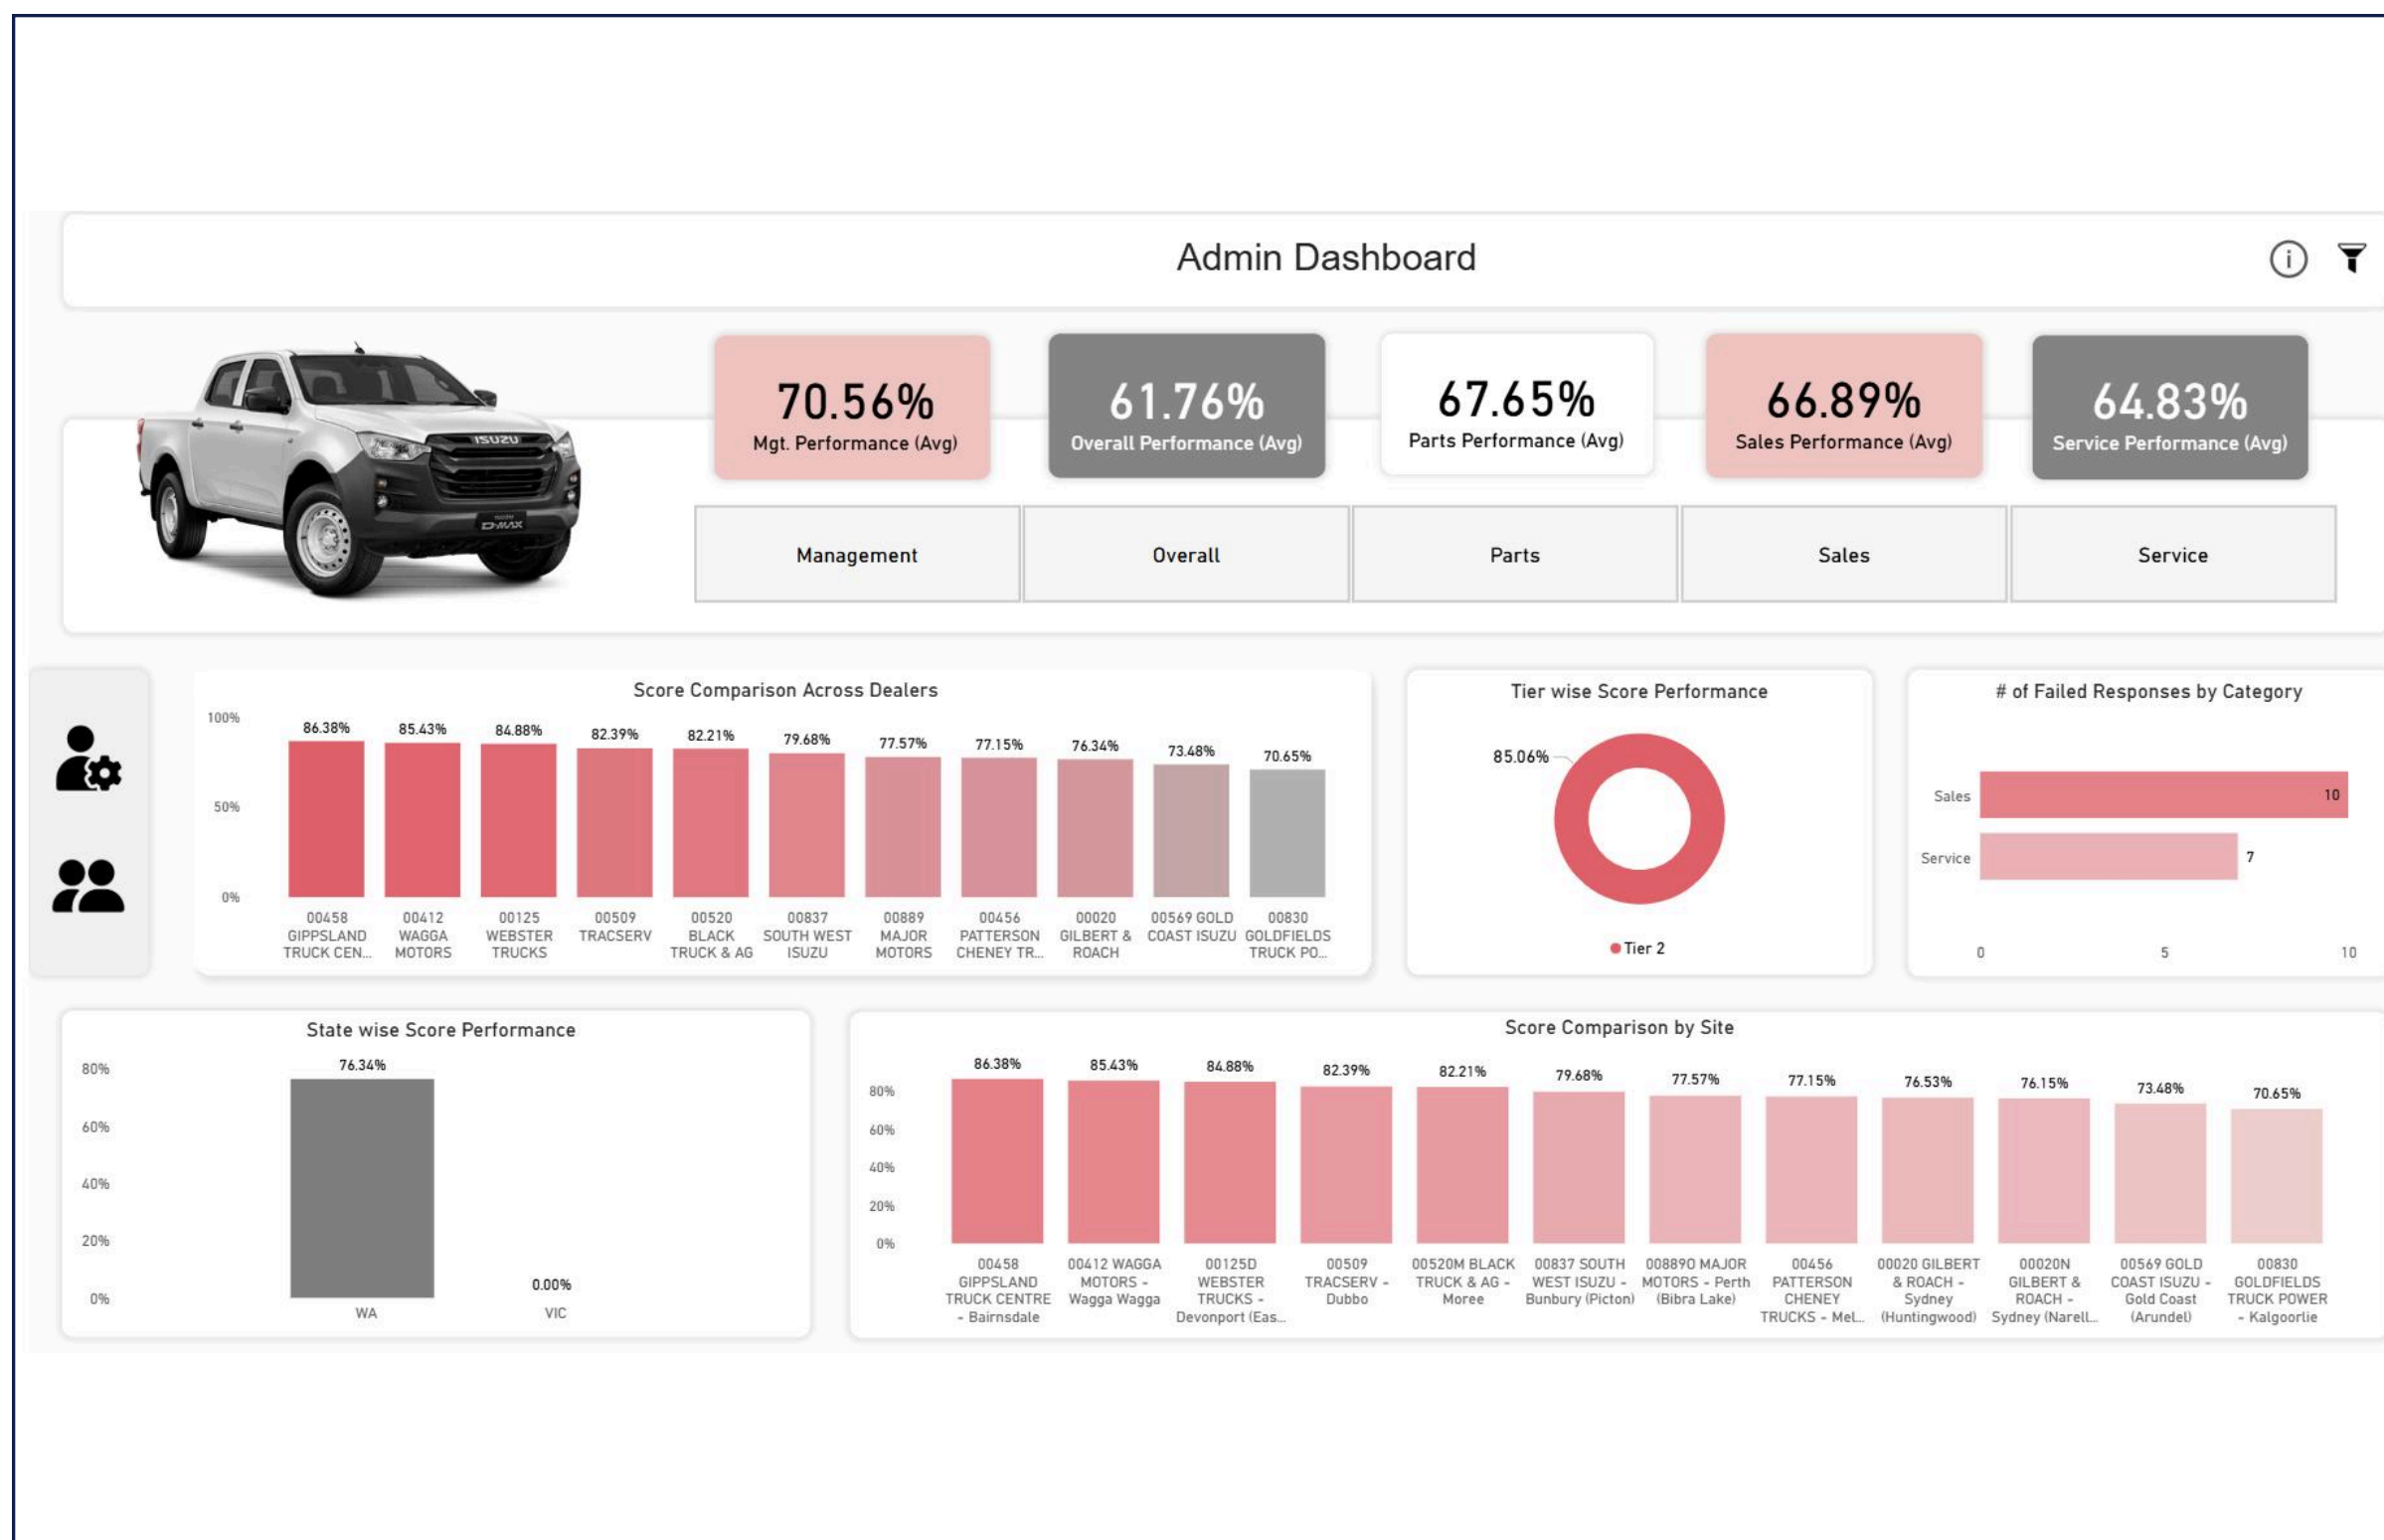 Admin Dashboard
70.56%
Mgt. Performance (Avg)
61.76%
Overall Performance (Avg)
67.65%
Parts Performance (Avg)
66.89%
Sales Performance (Avg)
64.83%
Service Performance (Avg)
ISUZU
D-MAX
Management
Overall
Parts
Sales
Service
Score Comparison Across Dealers
100%
50%
0%
86.38%
85.43%
84.88%
82.39%
82.21%
79.68%
77.57%
77.15%
76.34%
73.48%
70.65%
00458
GIPPSLAND
TRUCK CEN...
00412
WAGGA
MOTORS
00125
WEBSTER
TRUCKS
00509
TRACSERV
00520
BLACK
TRUCK & AG
00837
SOUTH WEST
ISUZU
00889
MAJOR
MOTORS
00456
PATTERSON
CHENEY TR...
00020
GILBERT &
ROACH
00569 GOLD
COAST ISUZU
00830
GOLDFIELDS
TRUCK PO...
Tier wise Score Performance
85.06%
Tier 2
# of Failed Responses by Category
Sales
10
Service
7
0
5
10
State wise Score Performance
80%
60%
40%
20%
0%
76.34%
0.00%
WA
VIC
Score Comparison by Site
80%
60%
40%
20%
0%
86.38%
85.43%
84.88%
82.39%
82.21%
79.68%
77.57%
77.15%
76.53%
76.15%
73.48%
70.65%
00458
GIPPSLAND
TRUCK CENTRE
- Bairnsdale
00412 WAGGA
MOTORS -
Wagga Wagga
00125D
WEBSTER
TRUCKS -
Devonport (Eas...
00509
TRACSERV -
Dubbo
00520M BLACK
TRUCK & AG -
Moree
00837 SOUTH
WEST ISUZU -
Bunbury (Picton)
00889O MAJOR
MOTORS - Perth
(Bibra Lake)
00456
PATTERSON
CHENEY
TRUCKS - Mel...
00020 GILBERT
& ROACH -
Sydney
(Huntingwood)
00020N
GILBERT &
ROACH -
Sydney (Narell...
00569 GOLD
COAST ISUZU -
Gold Coast
(Arundel)
00830
GOLDFIELDS
TRUCK POWER
- Kalgoorlie